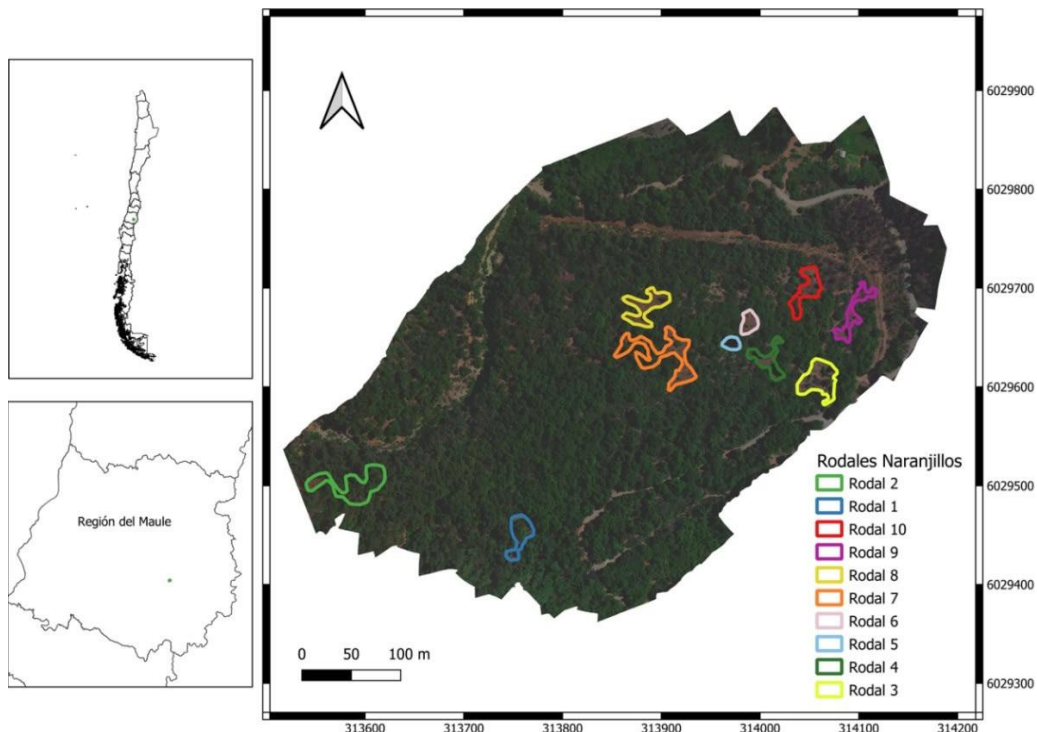 Región del Maule
6029900
6029800
6029700
6029600
6029500
6029400
6029300
Rodales Naranjillos
Rodal 2
Rodal 1
Rodal 10
Rodal 9
Rodal 8
Rodal 7
Rodal 6
Rodal 5
Rodal 4
Rodal 3
0 50 100 m
313600 313700 313800 313900 314000 314100 314200